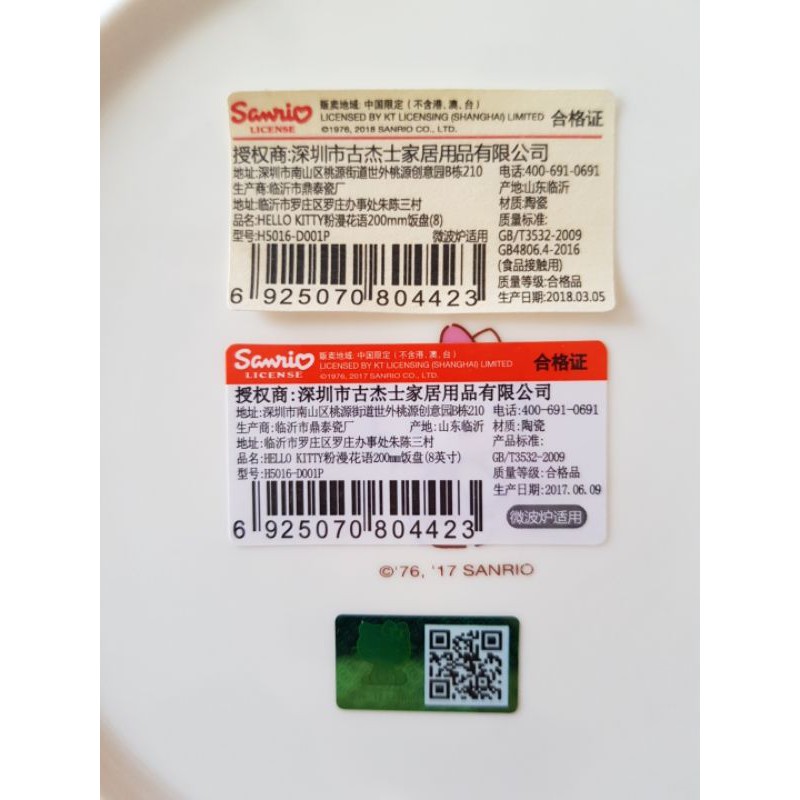 Sanrio
LICENSE
贩卖地域: 中国限定 (不含港、澳、台)
LICENSED BY KT LICENSING (SHANGHAI) LIMITED
©1976, 2018 SANRIO CO., LTD.
合格证
授权商:深圳市古杰士家居用品有限公司
地址:深圳市南山区桃源街道世外桃源创意园B栋210 电话:400-691-0691
生产商:临沂市鼎泰瓷厂 产地:山东临沂
地址:临沂市罗庄区罗庄办事处朱陈三村 材质:陶瓷
品名:HELLO KITTY粉漫花语200mm饭盘(8) 质量标准:
型号:H5016-D001P 微波炉适用 GB/T3532-2009
GB4806.4-2016
(食品接触用)
质量等级:合格品
生产日期:2018.03.05
6 925070 804423
Sanrio
LICENSE
贩卖地域: 中国限定 (不含港、澳、台)
LICENSED BY KT LICENSING (SHANGHAI) LIMITED
©1976, 2017 SANRIO CO., LTD.
合格证
授权商:深圳市古杰士家居用品有限公司
地址:深圳市南山区桃源街道世外桃源创意园B栋210 电话:400-691-0691
生产商:临沂市鼎泰瓷厂 产地:山东临沂 材质:陶瓷
地址:临沂市罗庄区罗庄办事处朱陈三村 产品标准:
品名:HELLO KITTY粉漫花语200mm饭盘(8英寸) GB/T3532-2009
型号:H5016-D001P 质量等级:合格品
生产日期:2017.06.09
微波炉适用
6 925070 804423
©'76, '17 SANRIO